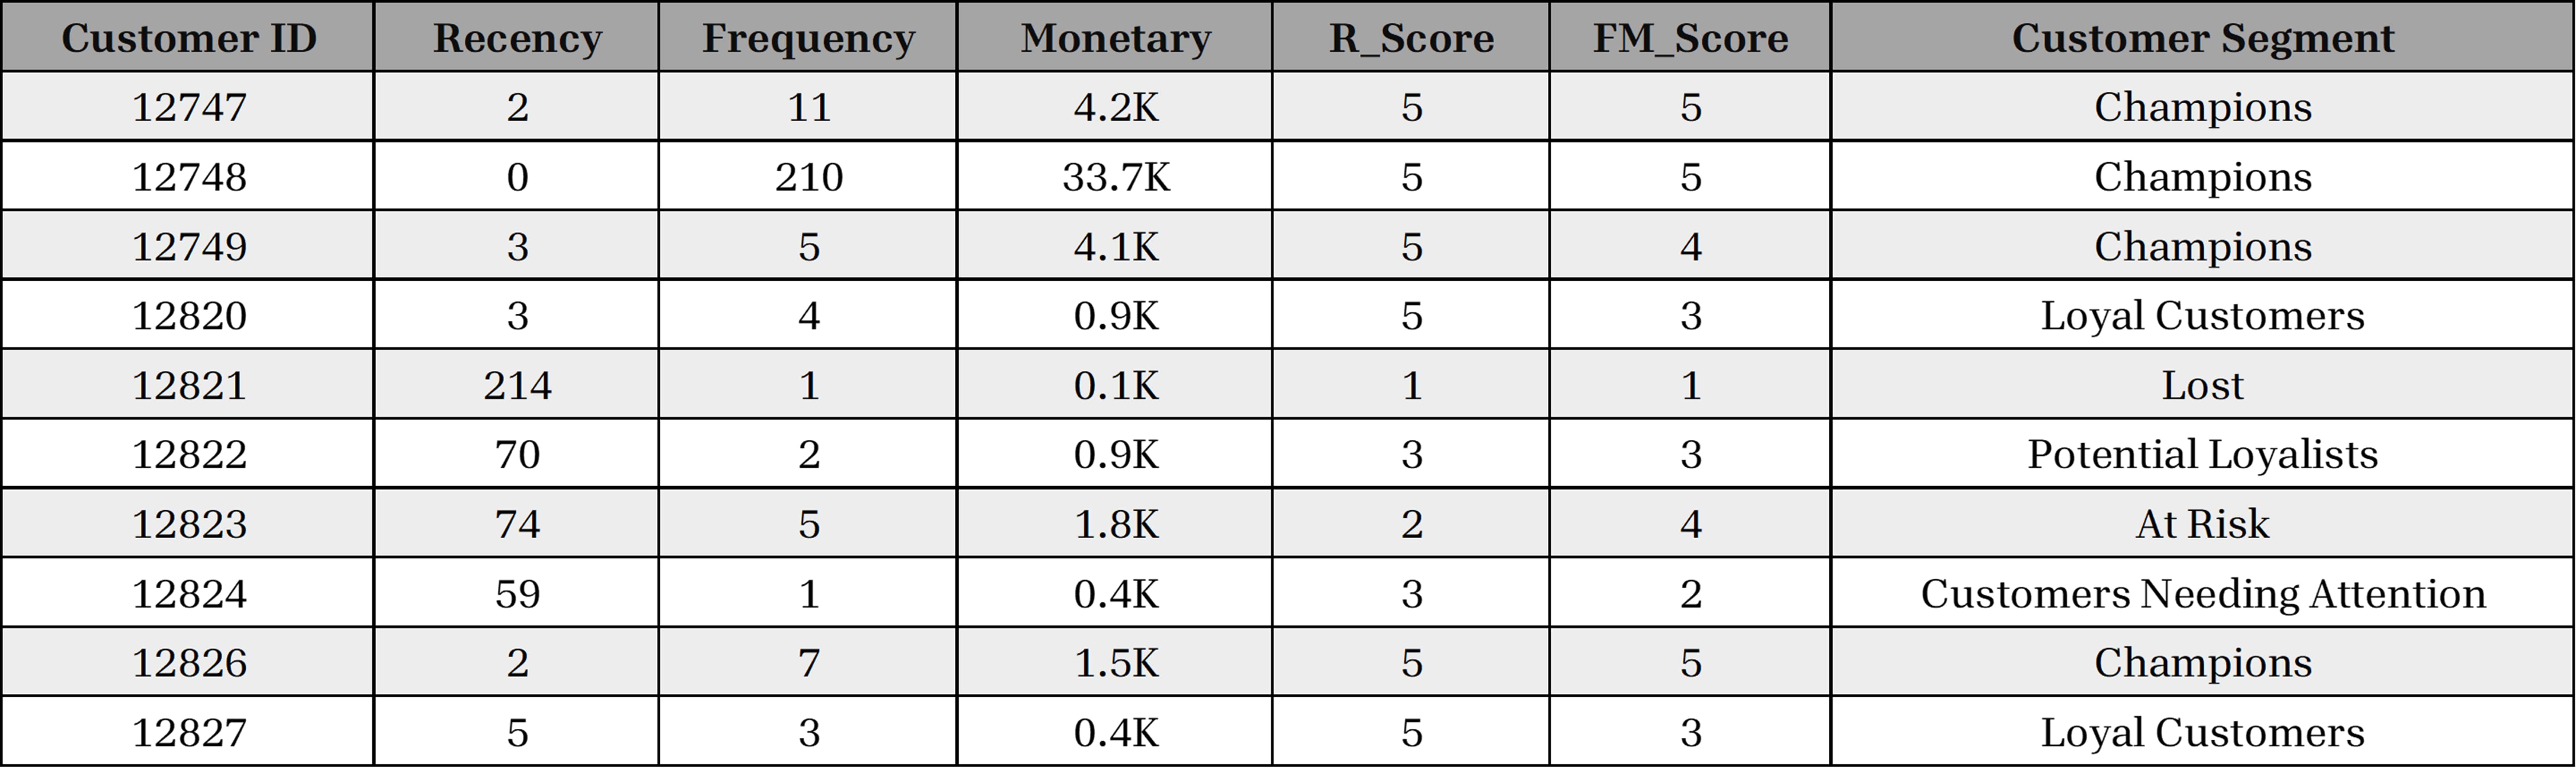 Customer ID Recency Frequency Monetary R_Score FM_Score Customer Segment
12747 2 11 4.2K 5 5 Champions
12748 0 210 33.7K 5 5 Champions
12749 3 5 4.1K 5 4 Champions
12820 3 4 0.9K 5 3 Loyal Customers
12821 214 1 0.1K 1 1 Lost
12822 70 2 0.9K 3 3 Potential Loyalists
12823 74 5 1.8K 2 4 At Risk
12824 59 1 0.4K 3 2 Customers Needing Attention
12826 2 7 1.5K 5 5 Champions
12827 5 3 0.4K 5 3 Loyal Customers